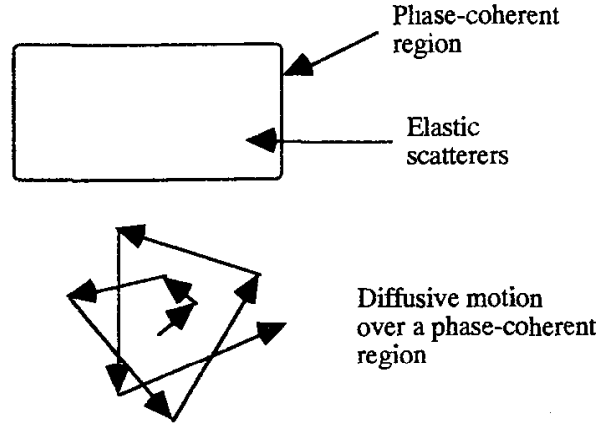 Phase-coherent
region
Elastic
scatterers
Diffusive motion
over a phase-coherent
region